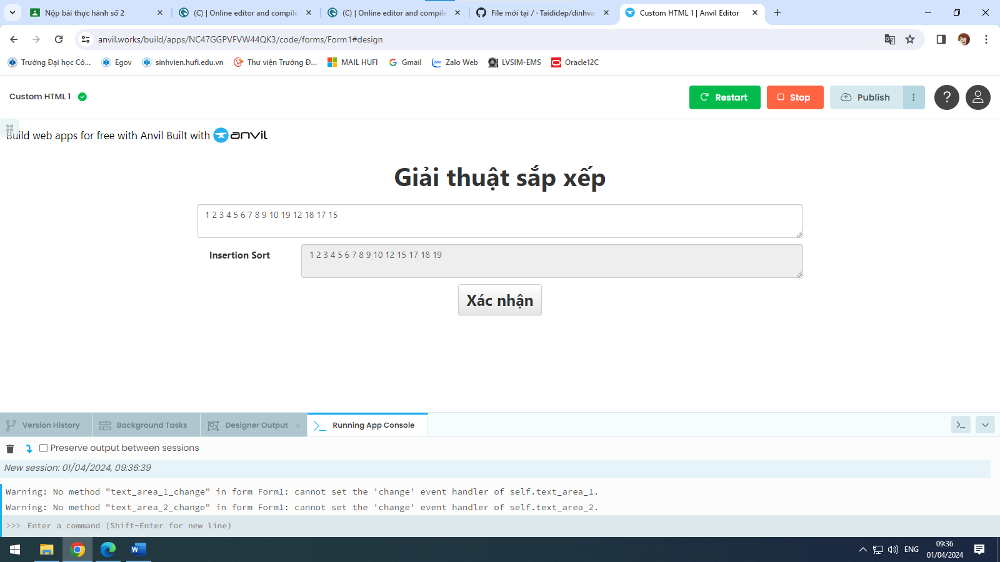 Nộp bài thực hành số 2
(C) | Online editor and compile
(C) | Online editor and compile
File mới tại / · Taididep/dinhva
Custom HTML 1 | Anvil Editor
anvil.works/build/apps/NC47GGPVFVW44QK3/code/forms/Form1#design
Trường Đại học Cô...
Egov
sinhvien.hufi.edu.vn
Thư viện Trường Đ...
MAIL HUFI
Gmail
Zalo
Zalo Web
LVSIM-EMS
Oracle12C
Custom HTML 1
Restart
Stop
Publish
?
Build web apps for free with Anvil Built with anvil
Giải thuật sắp xếp
1 2 3 4 5 6 7 8 9 10 19 12 18 17 15
Insertion Sort
1 2 3 4 5 6 7 8 9 10 12 15 17 18 19
Xác nhận
Version History
Background Tasks
Designer Output
Running App Console
Preserve output between sessions
New session: 01/04/2024, 09:36:39
Warning: No method "text_area_1_change" in form Form1: cannot set the 'change' event handler of self.text_area_1.
Warning: No method "text_area_2_change" in form Form1: cannot set the 'change' event handler of self.text_area_2.
>>> Enter a command (Shift-Enter for new line)
ENG
09:36
01/04/2024